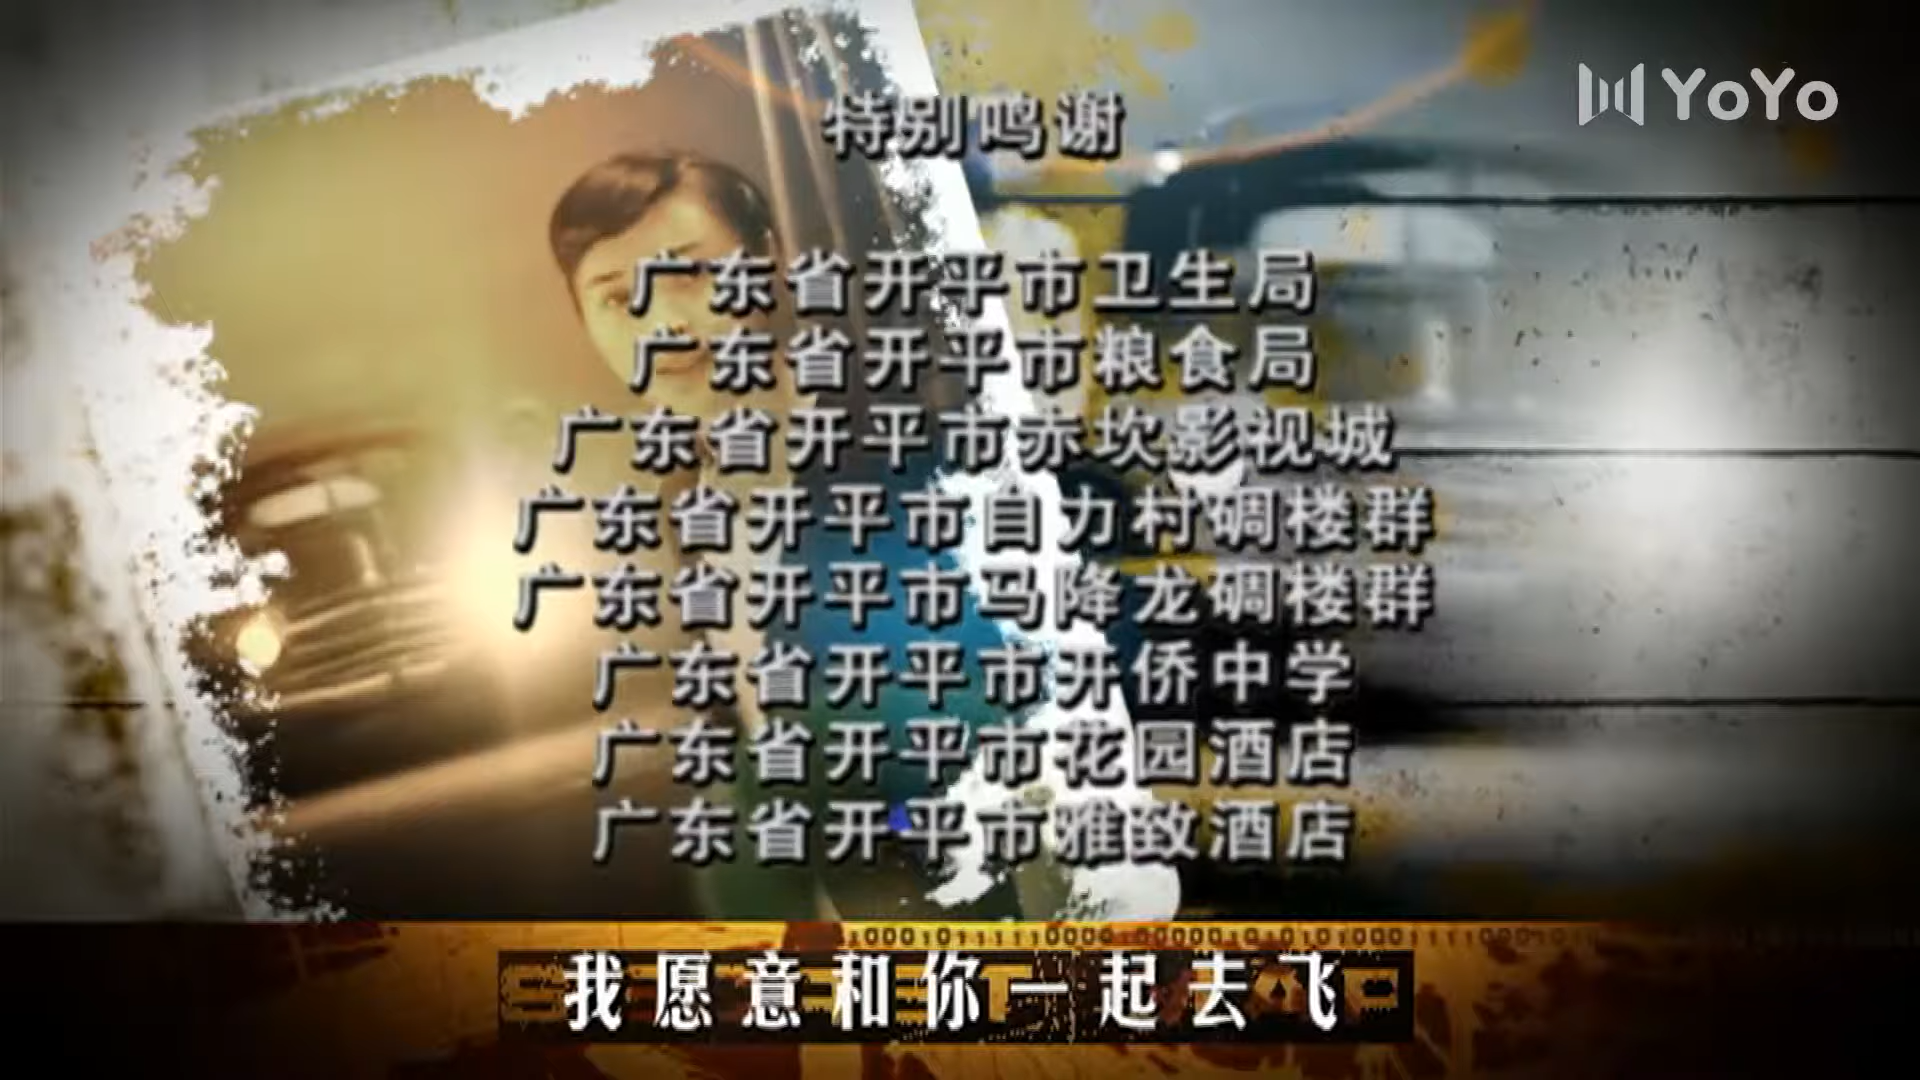 YoYo
特别鸣谢
广东省开平市卫生局
广东省开平市粮食局
广东省开平市赤坎影视城
广东省开平市自力村碉楼群
广东省开平市马降龙碉楼群
广东省开平市开侨中学
广东省开平市花园酒店
广东省开平市雅致酒店
我愿意和你一起去飞